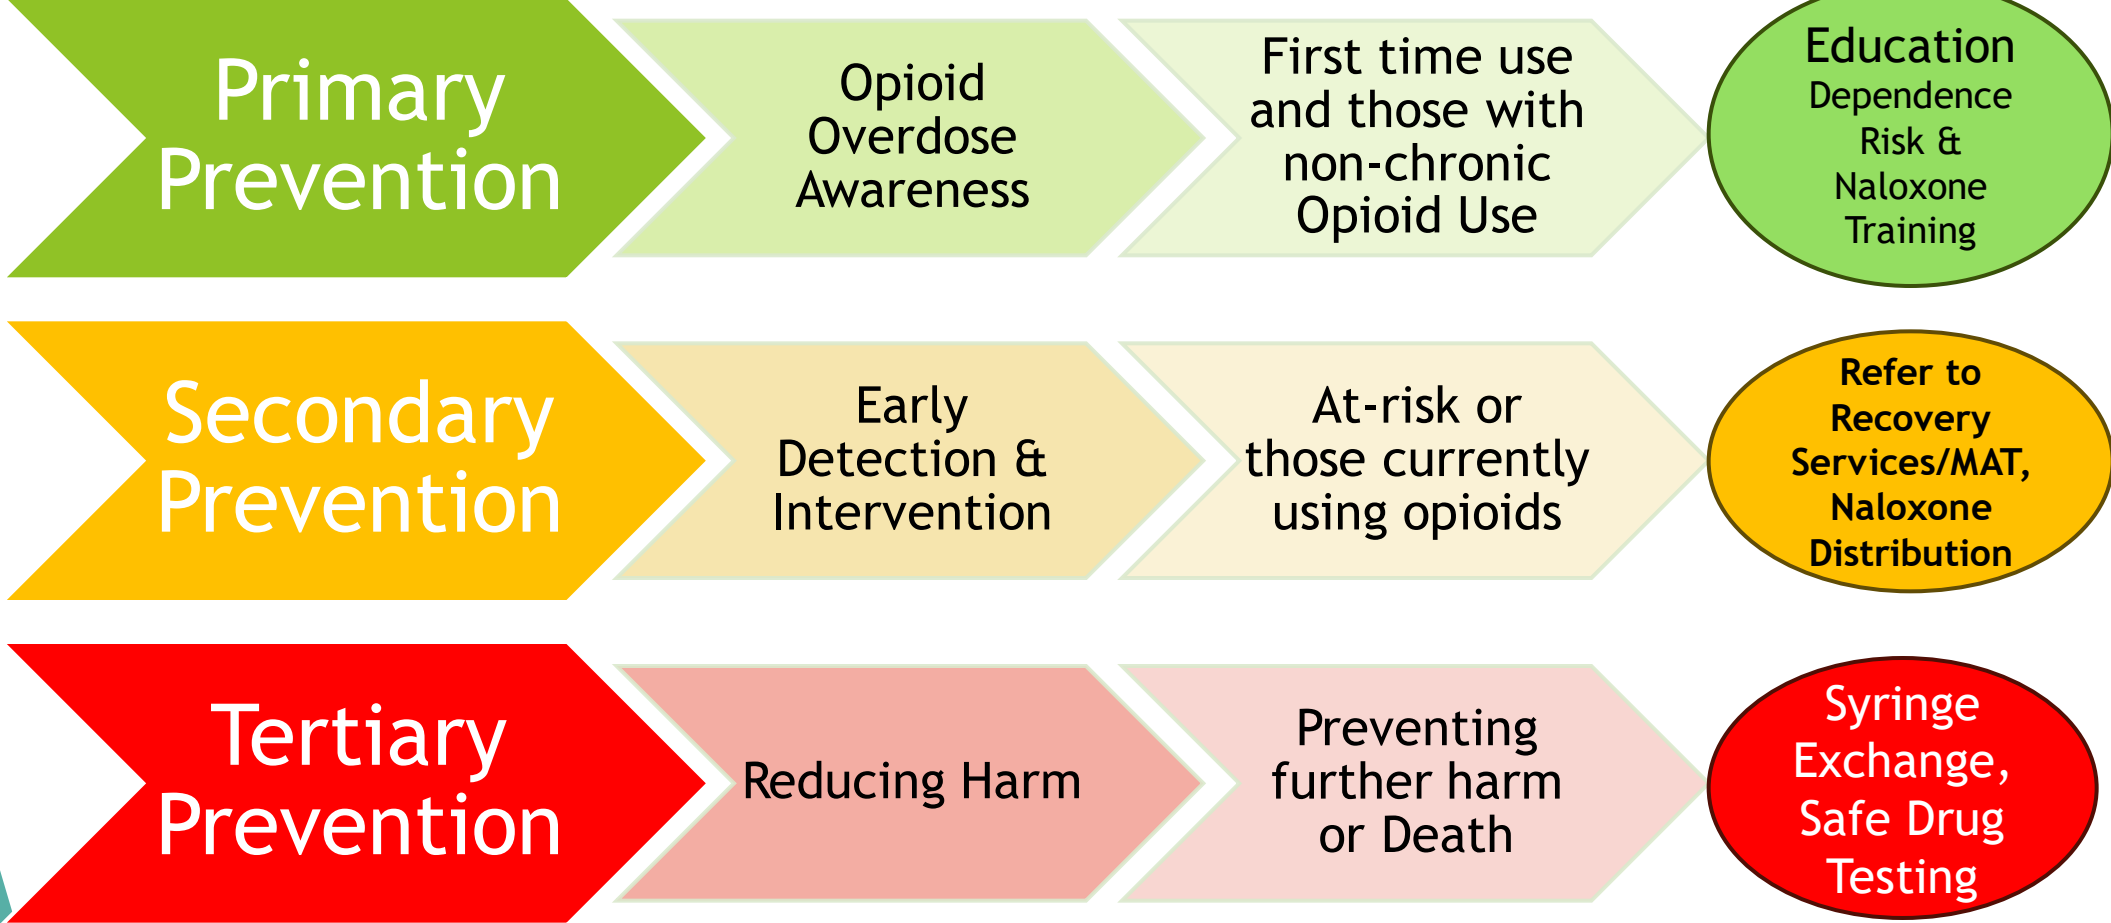 Primary
Prevention
Opioid
Overdose
Awareness
First time use
and those with
non-chronic
Opioid Use
Education
Dependence
Risk &
Naloxone
Training
Secondary
Prevention
Early
Detection &
Intervention
At-risk or
those currently
using opioids
Refer to
Recovery
Services/MAT,
Naloxone
Distribution
Tertiary
Prevention
Reducing Harm
Preventing
further harm
or Death
Syringe
Exchange,
Safe Drug
Testing